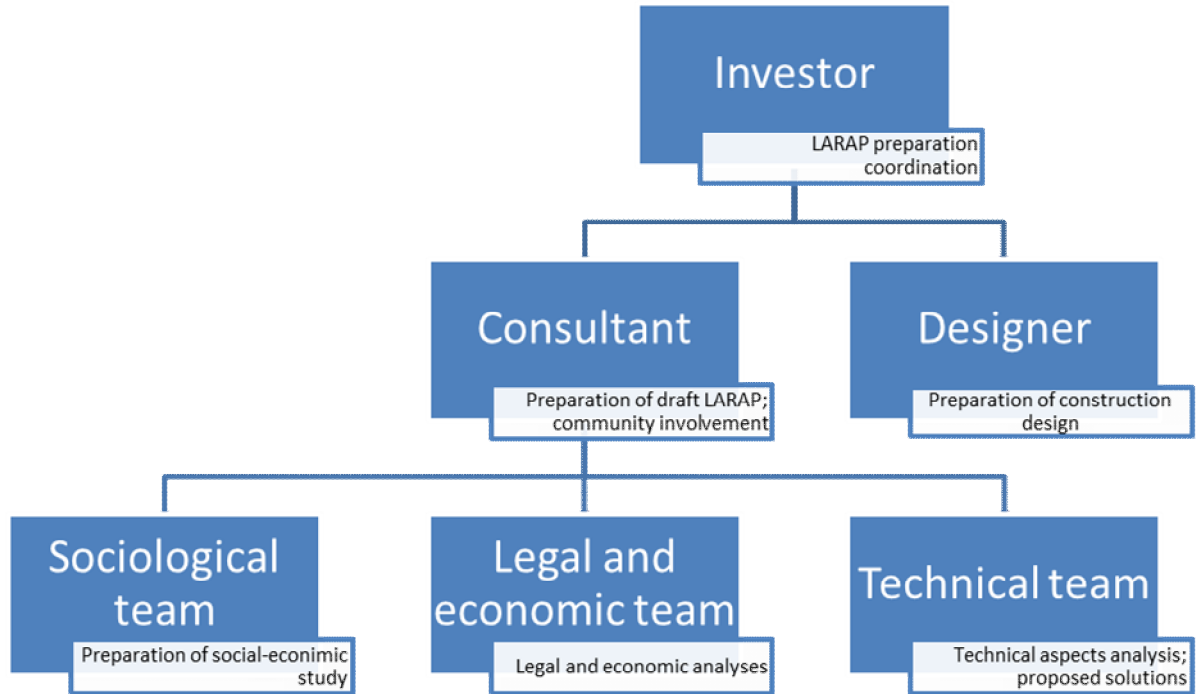 Investor
LARAP preparation
coordination
Consultant
Preparation of draft LARAP;
community involvement
Designer
Preparation of construction
design
Sociological
team
Preparation of social-econimic
study
Legal and
economic team
Legal and economic analyses
Technical team
Technical aspects analysis;
proposed solutions